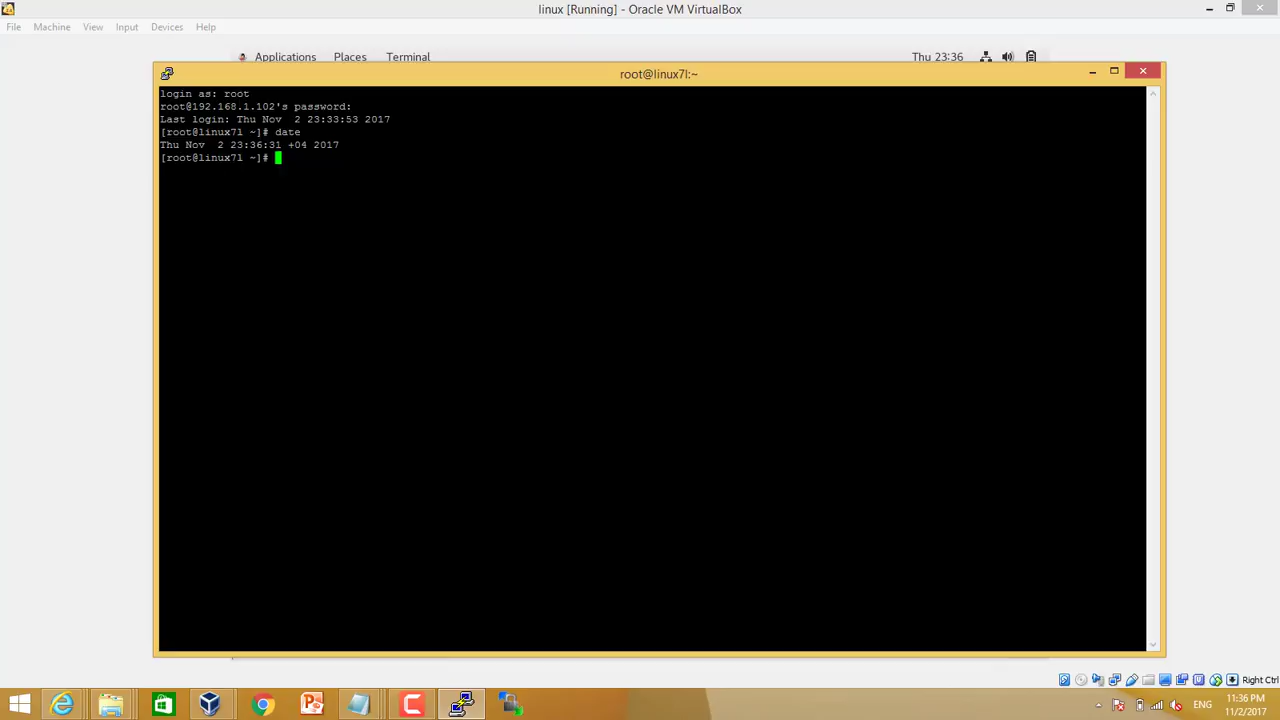 linux [Running] - Oracle VM VirtualBox
File Machine View Input Devices Help
Applications Places Terminal Thu 23:36
root@linux7l:~
login as: root
root@192.168.1.102's password:
Last login: Thu Nov  2 23:33:53 2017
[root@linux7l ~]# date
Thu Nov  2 23:36:31 +04 2017
[root@linux7l ~]#
Right Ctrl
ENG
11:36 PM
11/2/2017